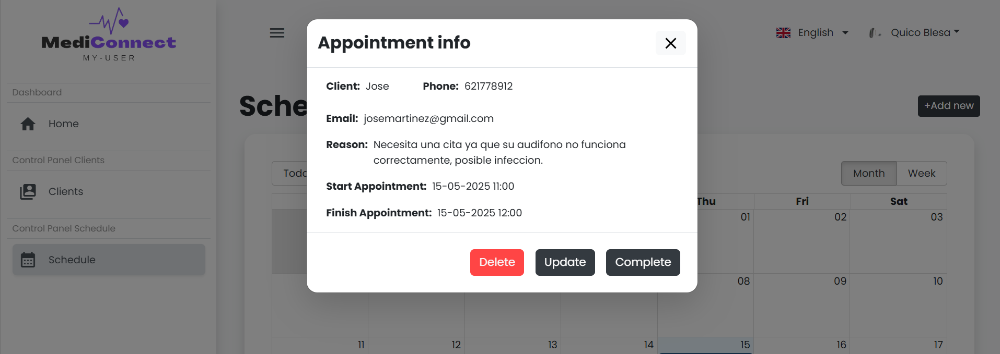 MediConnect
MY-USER
English
Quico Blesa
Dashboard
Home
Control Panel Clients
Clients
Control Panel Schedule
Schedule
+Add new
Month Week
Thu Fri Sat
01 02 03
08 09 10
11 12 13 14 15 16 17
Appointment info
Client: Jose Phone: 621778912
Email: josemartinez@gmail.com
Reason: Necesita una cita ya que su audifono no funciona
correctamente, posible infeccion.
Start Appointment: 15-05-2025 11:00
Finish Appointment: 15-05-2025 12:00
Delete Update Complete